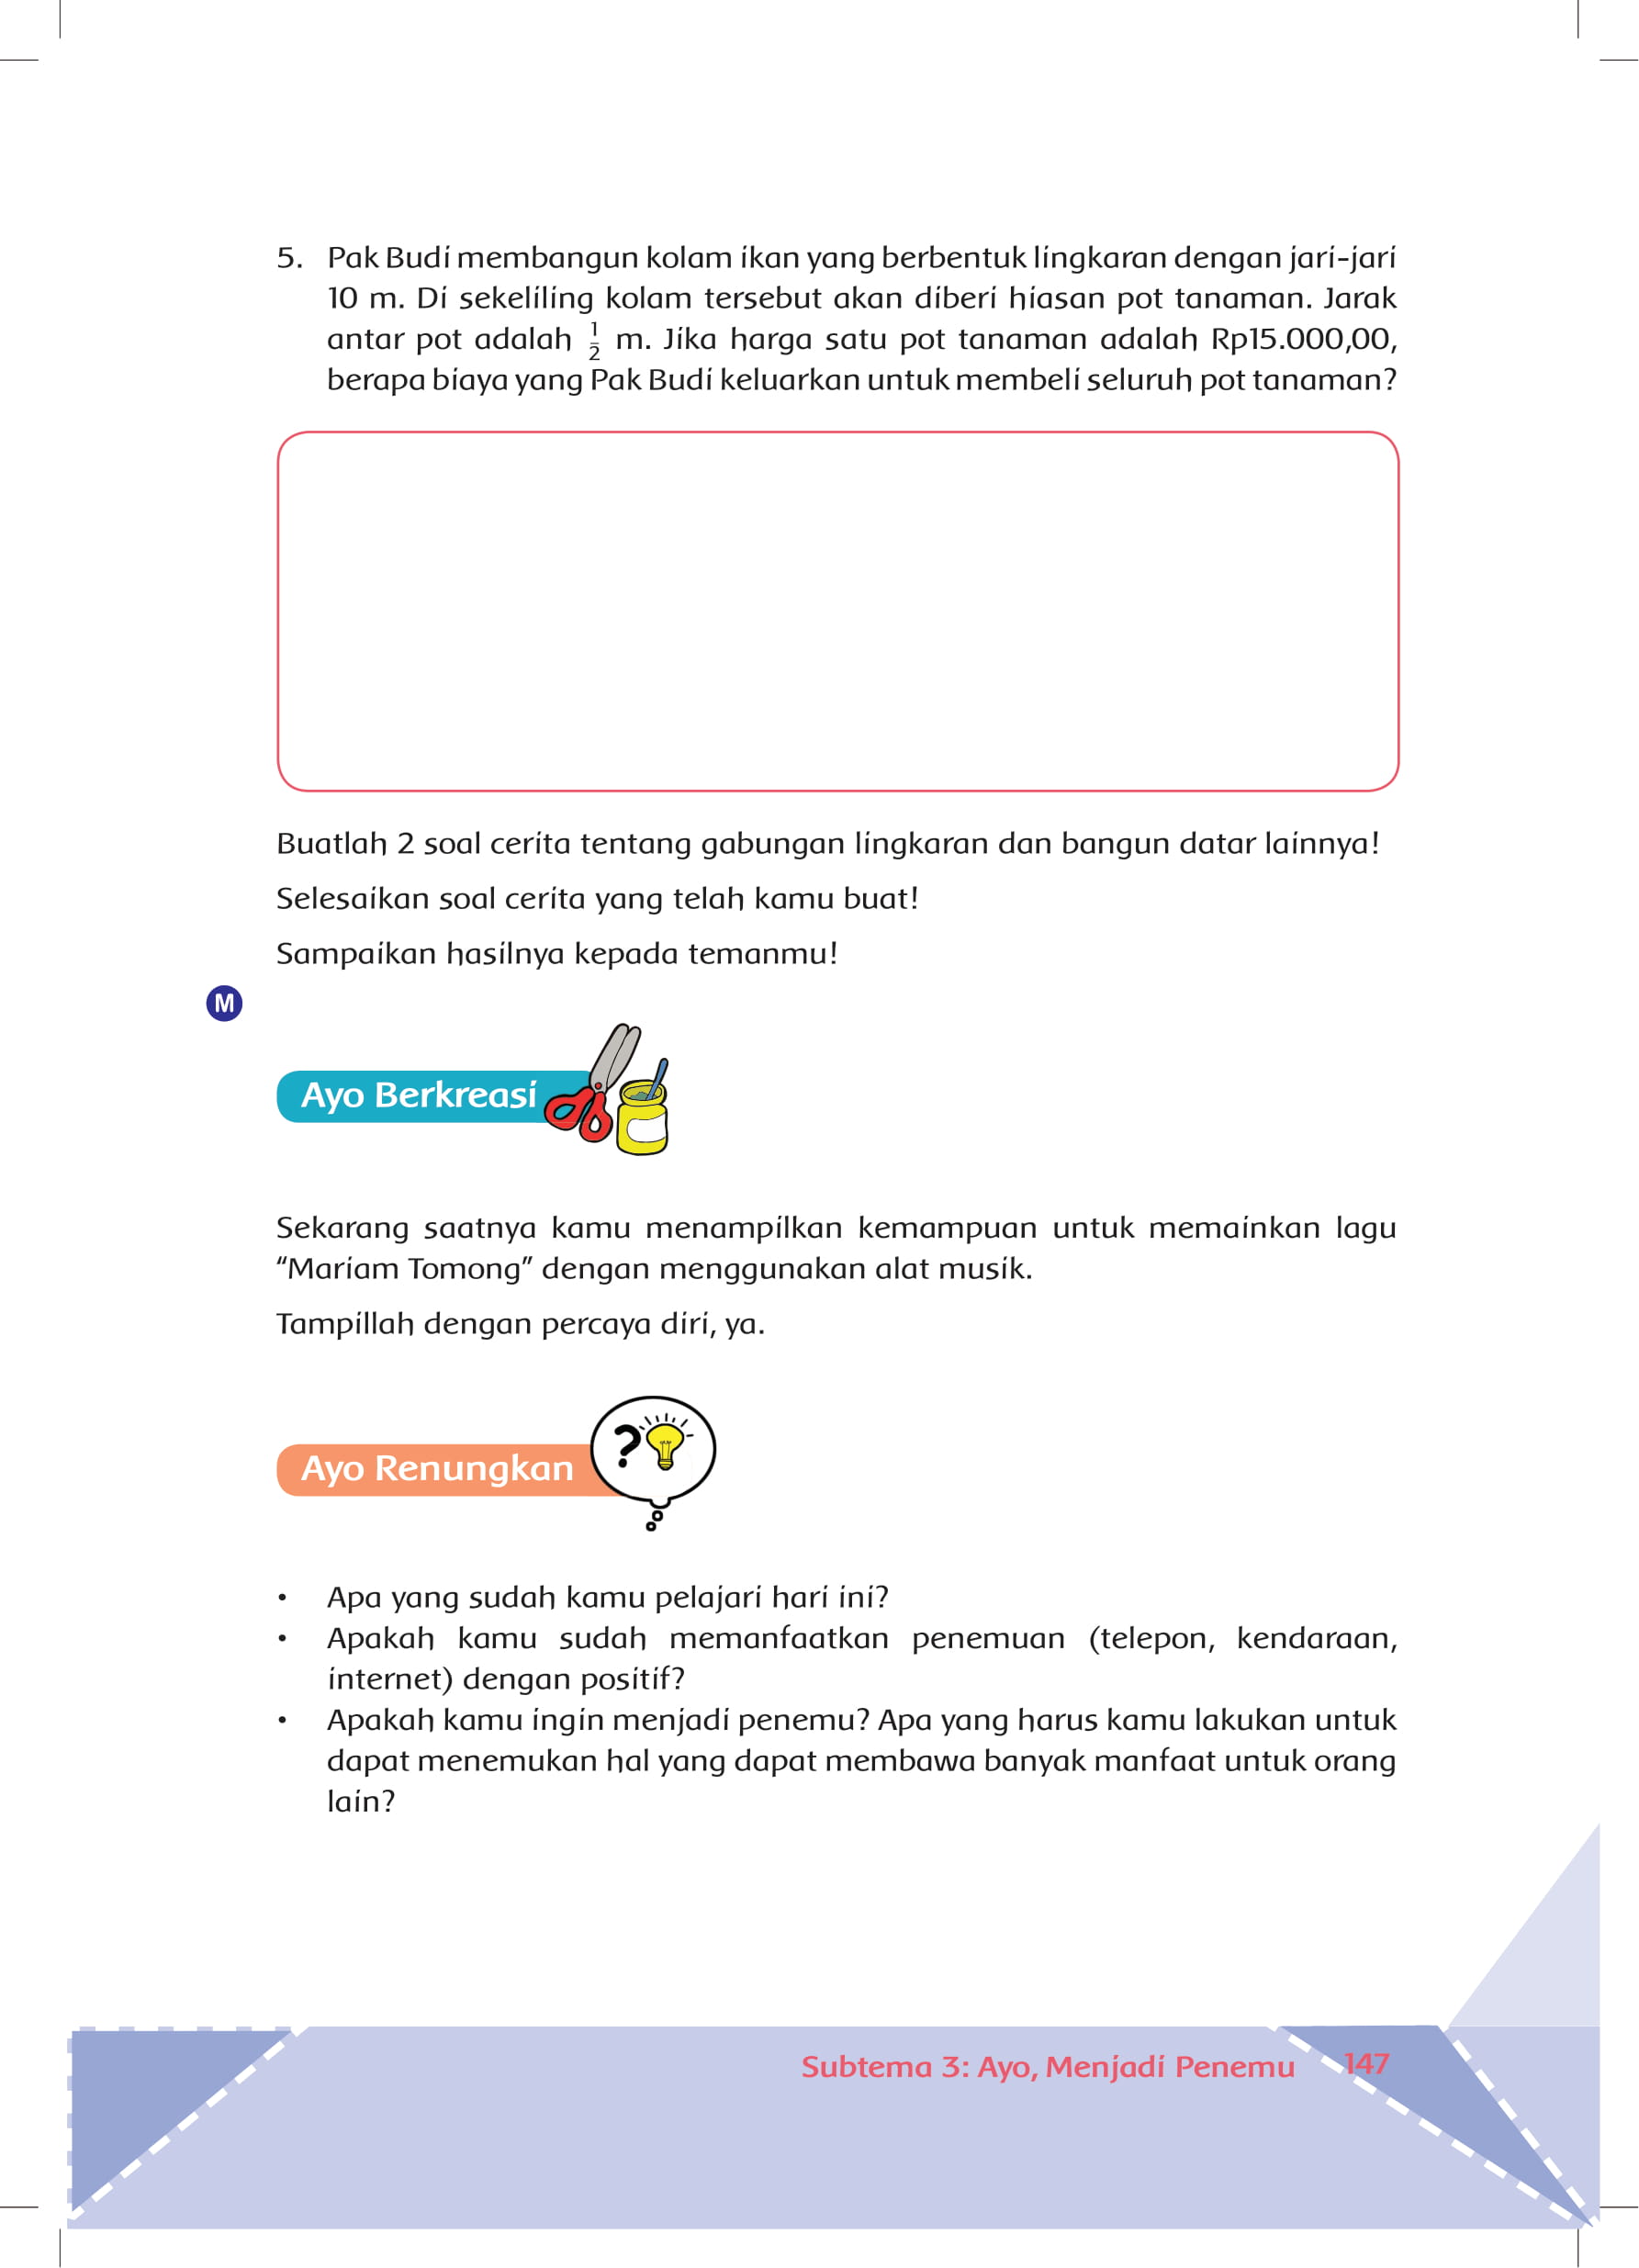 5. Pak Budi membangun kolam ikan yang berbentuk lingkaran dengan jari-jari
10 m. Di sekeliling kolam tersebut akan diberi hiasan pot tanaman. Jarak
antar pot adalah 1/2 m. Jika harga satu pot tanaman adalah Rp15.000,00,
berapa biaya yang Pak Budi keluarkan untuk membeli seluruh pot tanaman?
Buatlah 2 soal cerita tentang gabungan lingkaran dan bangun datar lainnya!
Selesaikan soal cerita yang telah kamu buat!
Sampaikan hasilnya kepada temanmu!
M
Ayo Berkreasi
Sekarang saatnya kamu menampilkan kemampuan untuk memainkan lagu
“Mariam Tomong” dengan menggunakan alat musik.
Tampillah dengan percaya diri, ya.
?
Ayo Renungkan
• Apa yang sudah kamu pelajari hari ini?
• Apakah kamu sudah memanfaatkan penemuan (telepon, kendaraan,
internet) dengan positif?
• Apakah kamu ingin menjadi penemu? Apa yang harus kamu lakukan untuk
dapat menemukan hal yang dapat membawa banyak manfaat untuk orang
lain?
Subtema 3: Ayo, Menjadi Penemu 147